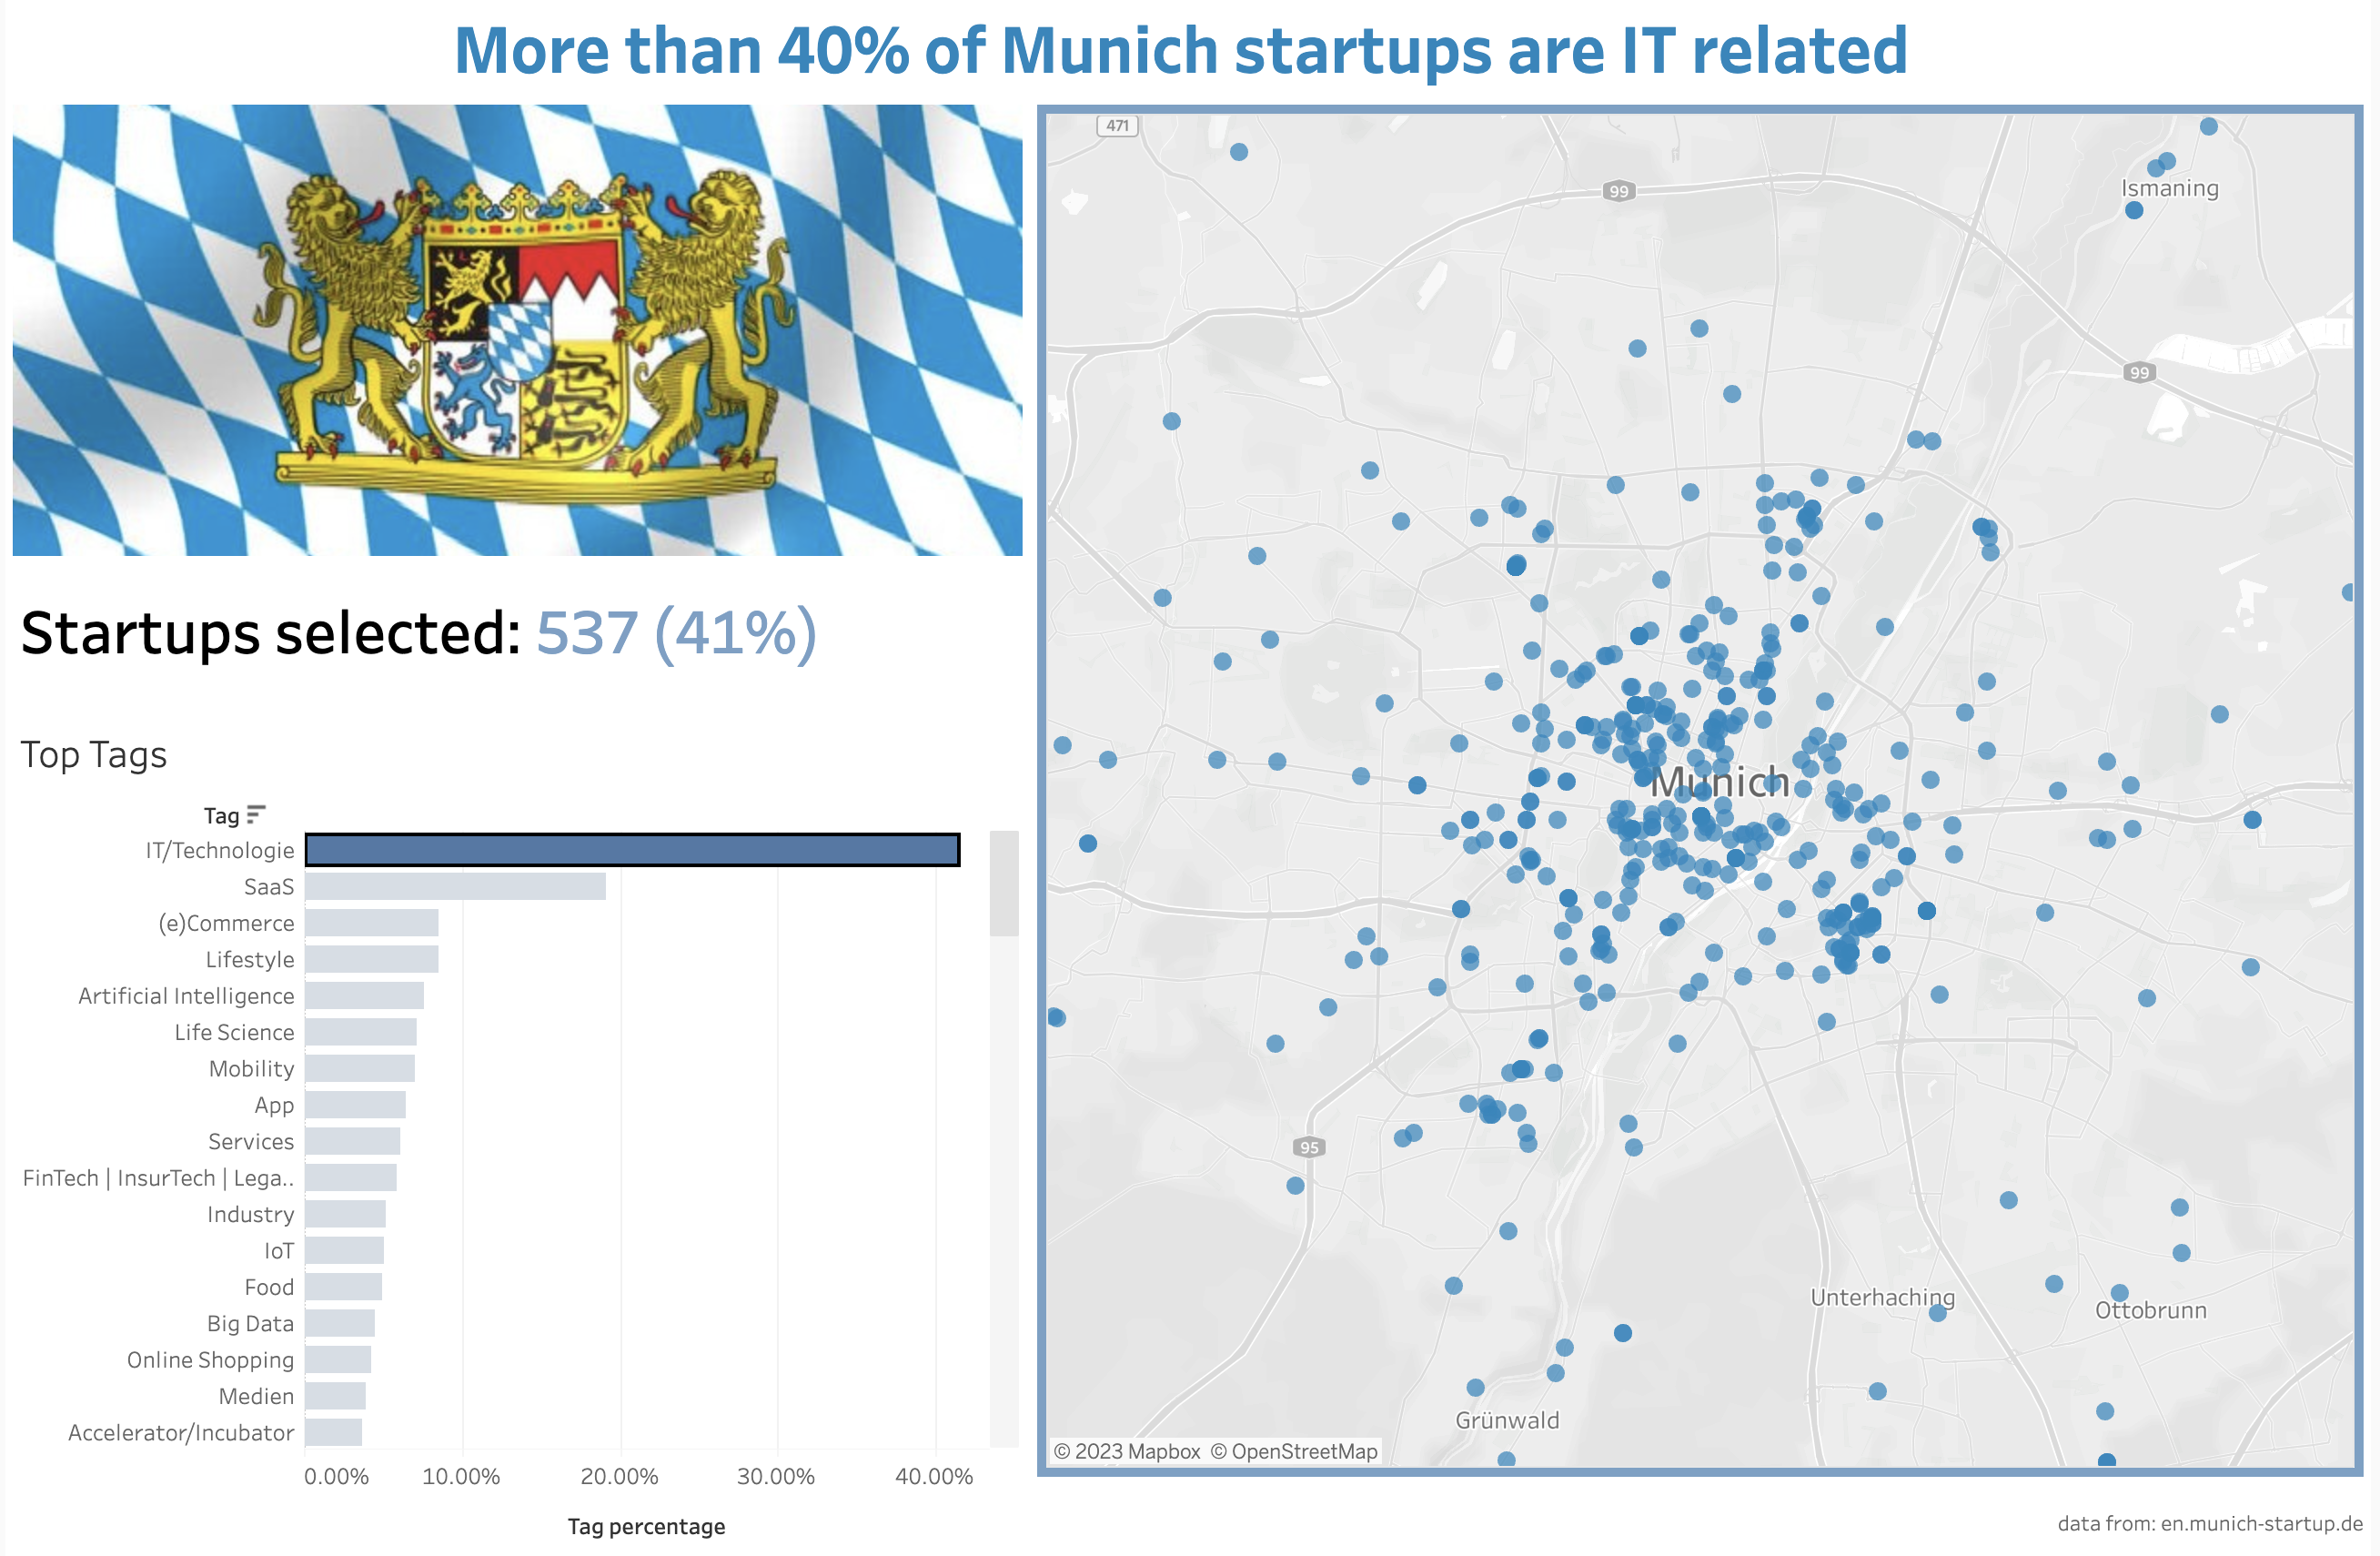 More than 40% of Munich startups are IT related
Startups selected: 537 (41%)
Top Tags
Tag
IT/Technologie
SaaS
(e)Commerce
Lifestyle
Artificial Intelligence
Life Science
Mobility
App
Services
FinTech | InsurTech | Lega..
Industry
IoT
Food
Big Data
Online Shopping
Medien
Accelerator/Incubator
0.00% 10.00% 20.00% 30.00% 40.00%
Tag percentage
471
99
Ismaning
99
Munich
95
Unterhaching
Ottobrunn
Grünwald
© 2023 Mapbox © OpenStreetMap
data from: en.munich-startup.de